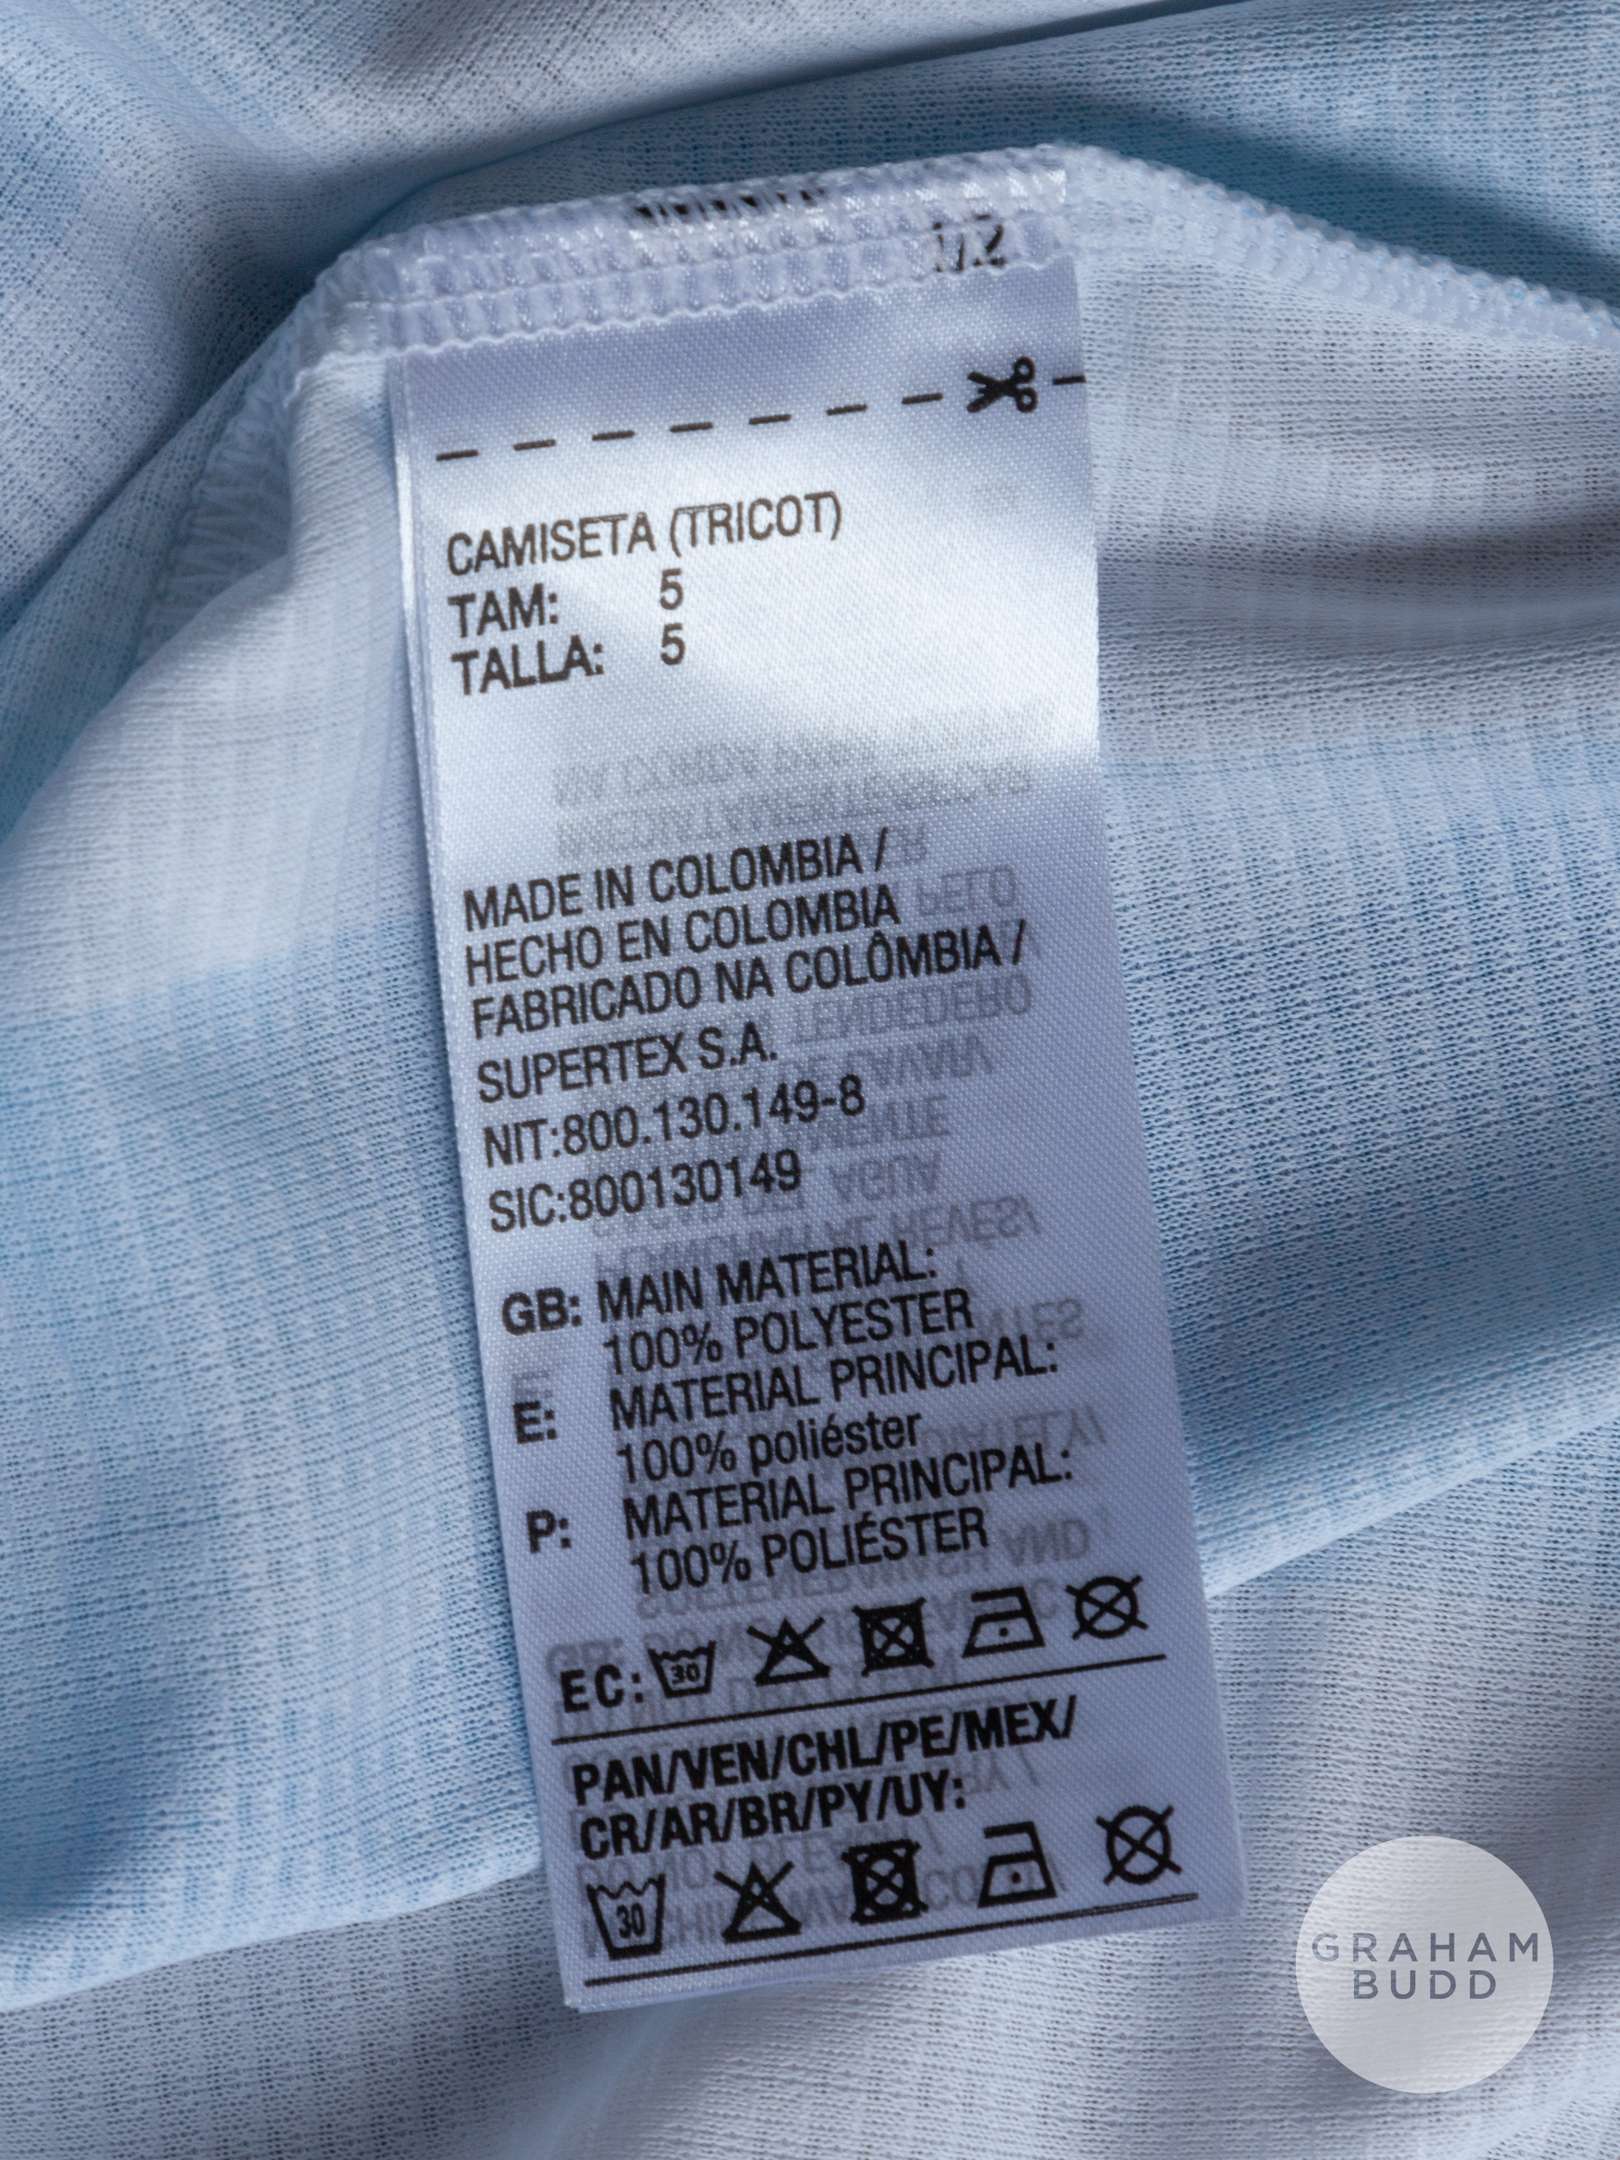 1/2
CAMISETA (TRICOT)
TAM: 5
TALLA: 5
MADE IN COLOMBIA /
HECHO EN COLOMBIA
FABRICADO NA COLÔMBIA /
SUPERTEX S.A.
NIT:800.130.149-8
SIC:800130149
GB: MAIN MATERIAL:
100% POLYESTER
E: MATERIAL PRINCIPAL:
100% poliéster
P: MATERIAL PRINCIPAL:
100% POLIÉSTER
EC: 30
PAN/VEN/CHL/PE/MEX/
CR/AR/BR/PY/UY:
30
GRAHAM
BUDD